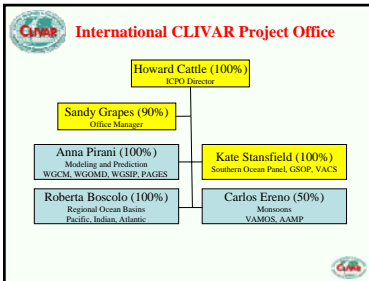 CLIVAR
International CLIVAR Project Office
Howard Cattle (100%)
ICPO Director
Sandy Grapes (90%)
Office Manager
Anna Pirani (100%)
Modeling and Prediction
WGCM, WGOMD, WGSIP, PAGES
Kate Stansfield (100%)
Southern Ocean Panel, GSOP, VACS
Roberta Boscolo (100%)
Regional Ocean Basins
Pacific, Indian, Atlantic
Carlos Ereno (50%)
Monsoons
VAMOS, AAMP
CLIVAR